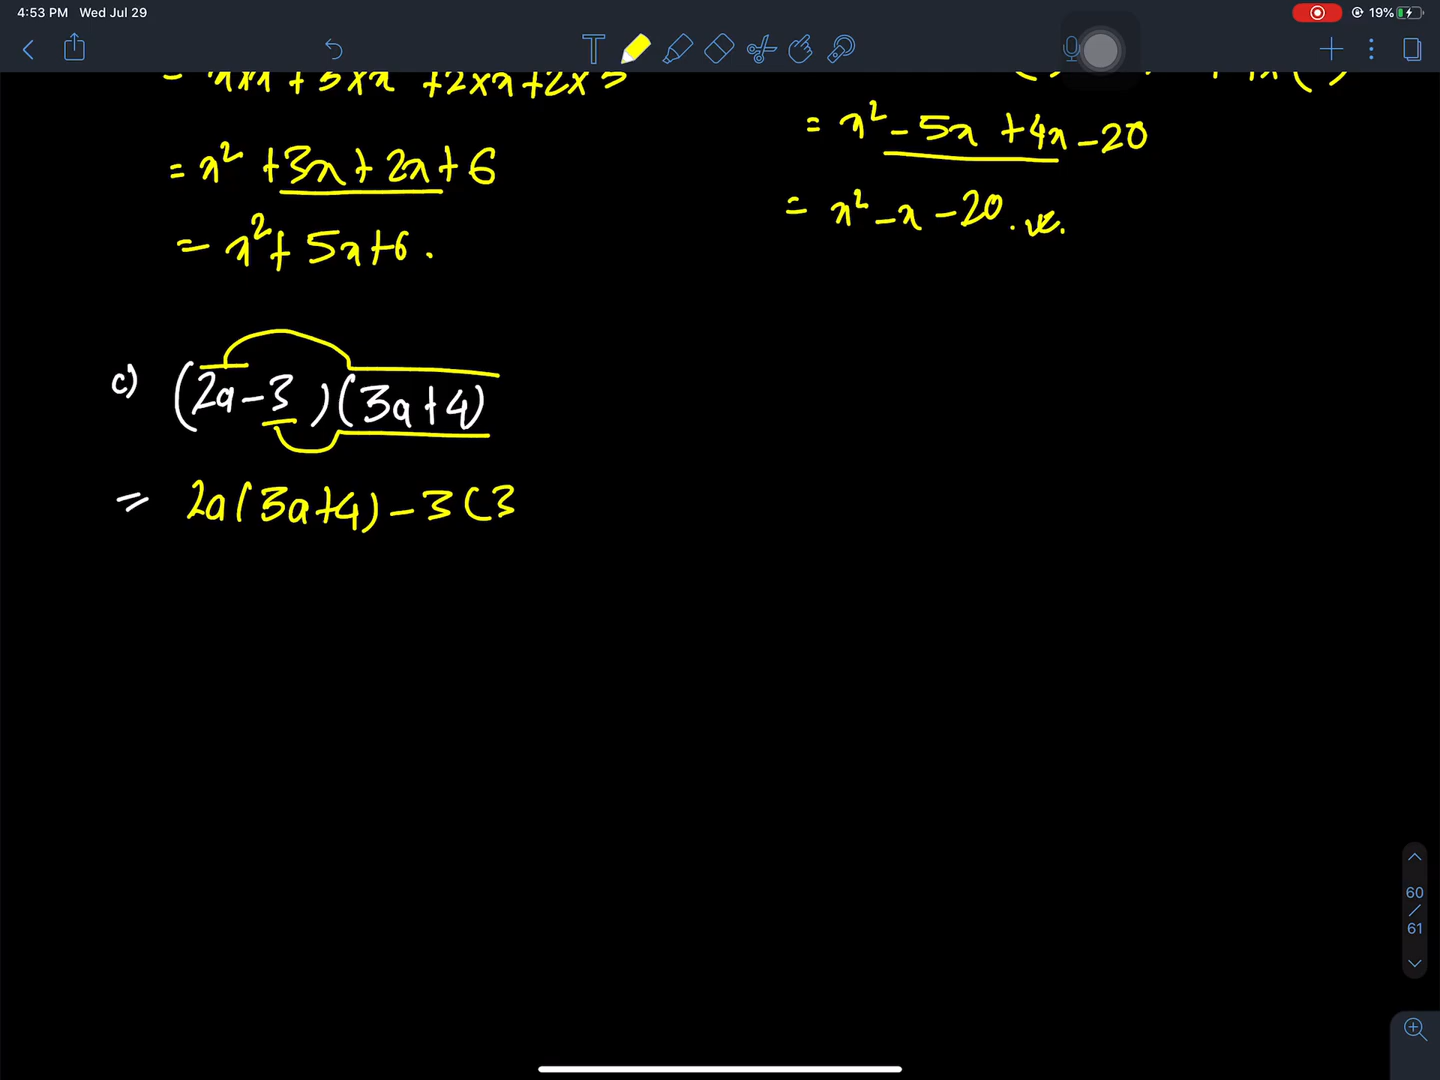 4:53 PM Wed Jul 29
19%
T
= x² + 3x + 2x + 6
= x² + 5x + 6 .
= x² - 5x + 4x - 20
= x² - x - 20 .
c) (2a - 3)(3a + 4)
= 2a(3a + 4) - 3(3
60
/
61